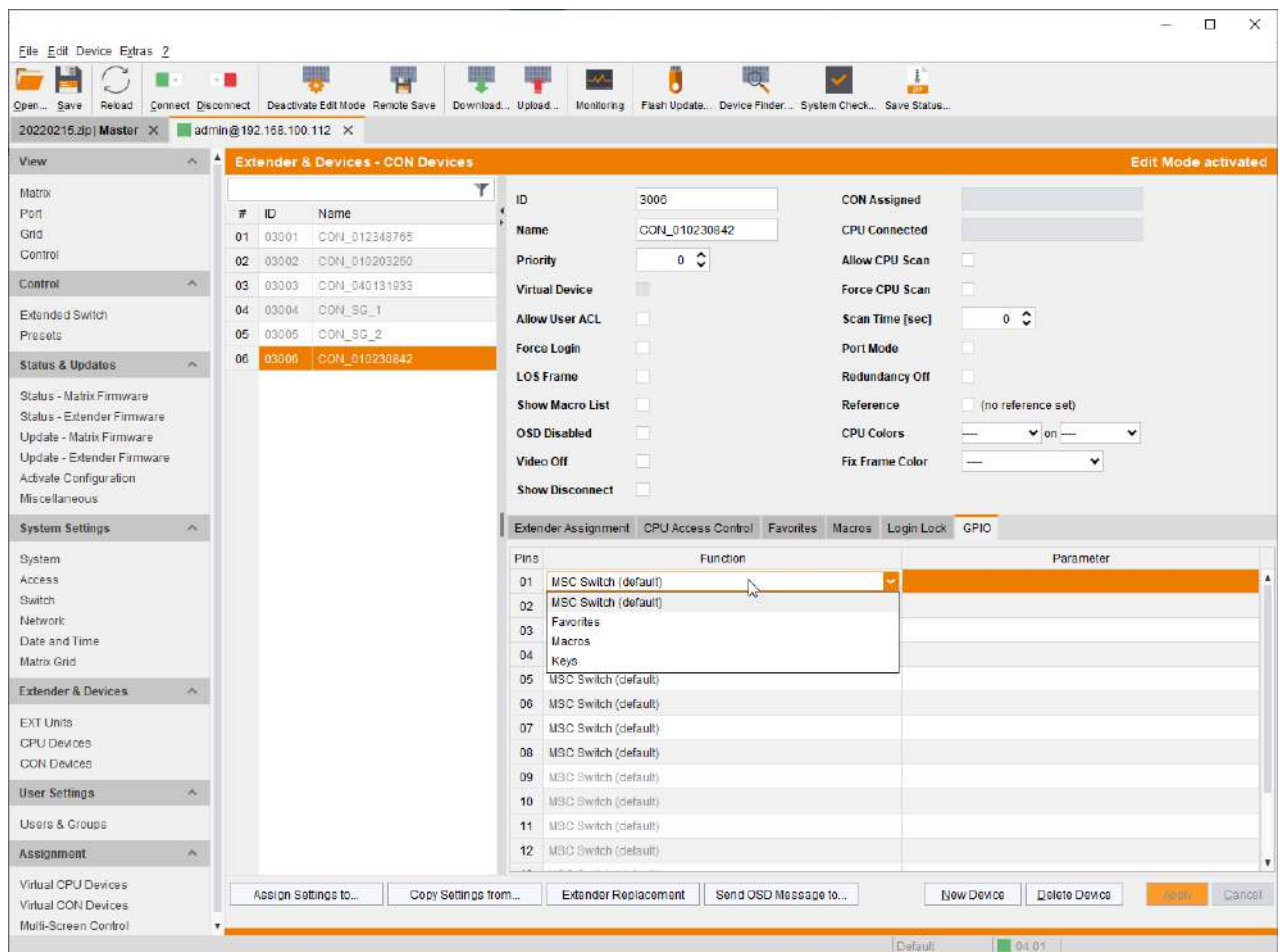 File Edit Device Extras ?
Open... Save Reload Connect Disconnect Deactivate Edit Mode Remote Save Download... Upload... Monitoring Flash Update... Device Finder... System Check... Save Status...
20220215.zip| Master X admin@192.168.100.112 X
View
Matrix
Port
Grid
Control
Control
Extended Switch
Presets
Status & Updates
Status - Matrix Firmware
Status - Extender Firmware
Update - Matrix Firmware
Update - Extender Firmware
Activate Configuration
Miscellaneous
System Settings
System
Access
Switch
Network
Date and Time
Matrix Grid
Extender & Devices
EXT Units
CPU Devices
CON Devices
User Settings
Users & Groups
Assignment
Virtual CPU Devices
Virtual CON Devices
Multi-Screen Control
Extender & Devices - CON Devices Edit Mode activated
# ID Name
01 03001 CON_012348765
02 03002 CON_010203250
03 03003 CON_040131933
04 03004 CON_SG_1
05 03005 CON_SG_2
06 03006 CON_010230842
ID 3006 CON Assigned
Name CON_010230842 CPU Connected
Priority 0 Allow CPU Scan
Virtual Device Force CPU Scan
Allow User ACL Scan Time [sec] 0
Force Login Port Mode
LOS Frame Redundancy Off
Show Macro List Reference (no reference set)
OSD Disabled CPU Colors ---- on ----
Video Off Fix Frame Color ----
Show Disconnect
Extender Assignment CPU Access Control Favorites Macros Login Lock GPIO
Pins Function Parameter
01 MSC Switch (default)
02 MSC Switch (default)
Favorites
03 Macros
04 Keys
05 MSC Switch (default)
06 MSC Switch (default)
07 MSC Switch (default)
08 MSC Switch (default)
09 MSC Switch (default)
10 MSC Switch (default)
11 MSC Switch (default)
12 MSC Switch (default)
Assign Settings to... Copy Settings from... Extender Replacement Send OSD Message to... New Device Delete Device Apply Cancel
Default 04.01